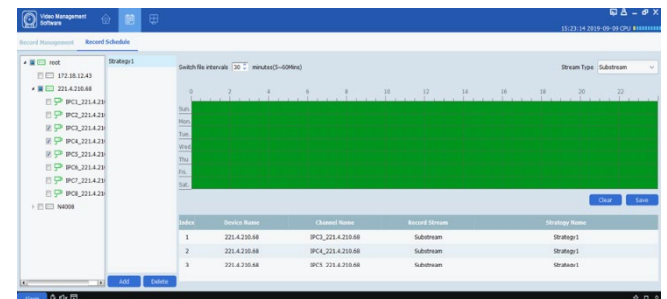 Video Management
Software
15:23:14 2019-09-09 CPU
Record Management Record Schedule
root
172.18.12.43
221.4.210.68
IPC1_221.4.21
IPC2_221.4.21
IPC3_221.4.21
IPC4_221.4.21
IPC5_221.4.21
IPC6_221.4.21
IPC7_221.4.21
IPC8_221.4.21
N4008
Strategy1
Add Delete
Switch file intervals 30 minutes(5~60Mins)
Stream Type Substream
0 2 4 6 8 10 12 14 16 18 20 22
Sun.
Mon.
Tue.
Wed
Thu
Fri.
Sat.
Clear Save
Index Device Name Channel Name Record Stream Strategy Name
1 221.4.210.68 IPC3_221.4.210.68 Substream Strategy1
2 221.4.210.68 IPC4_221.4.210.68 Substream Strategy1
3 221.4.210.68 IPC5_221.4.210.68 Substream Strategy1
Alarm